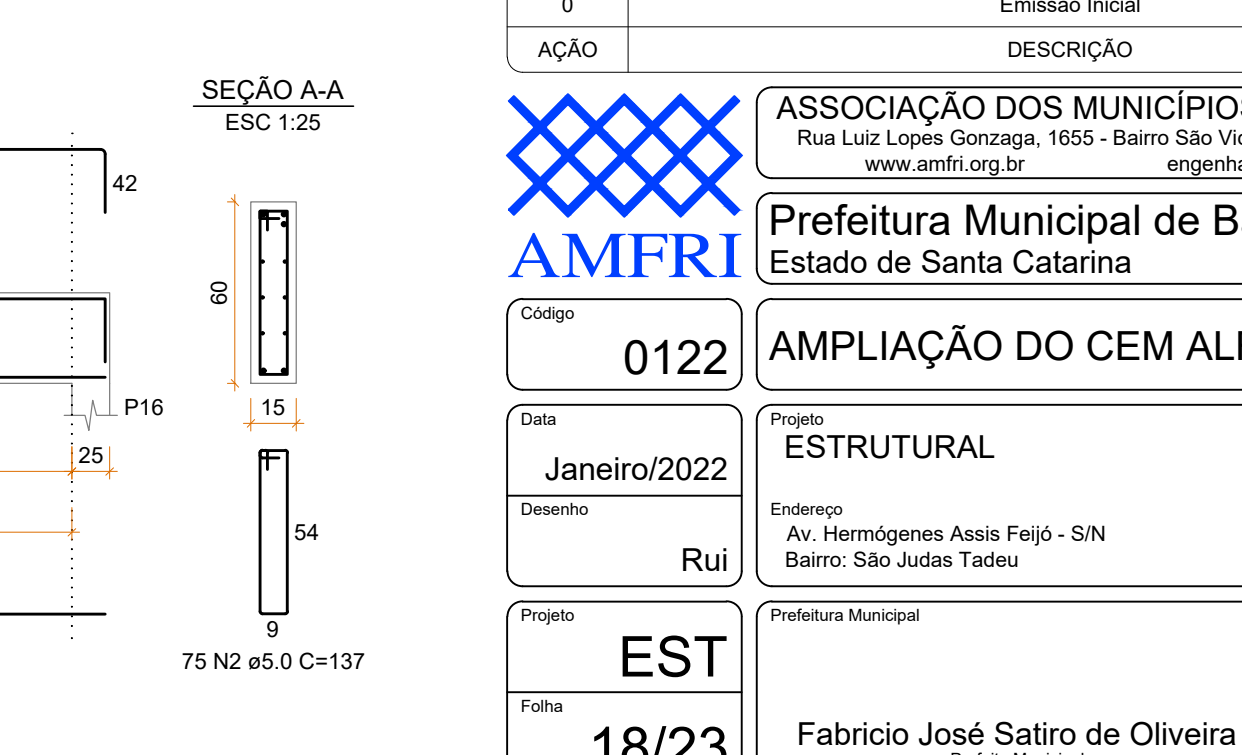 SEÇÃO A-A
ESC 1:25
42
60
15
P16
25
54
9
75 N2 ø5.0 C=137
0 Emissão Inicial
AÇÃO DESCRIÇÃO
AMFRI
ASSOCIAÇÃO DOS MUNICÍPIOS
Rua Luiz Lopes Gonzaga, 1655 - Bairro São
www.amfri.org.br
Prefeitura Municipal de
Estado de Santa Catarina
Código
0122
AMPLIAÇÃO DO CEM
Data
Janeiro/2022
Desenho
Rui
Projeto
ESTRUTURAL
Endereço
Av. Hermógenes Assis Feijó - S/N
Bairro: São Judas Tadeu
Projeto
EST
Folha
18/23
Prefeitura Municipal
Fabricio José Satiro de Oliveira